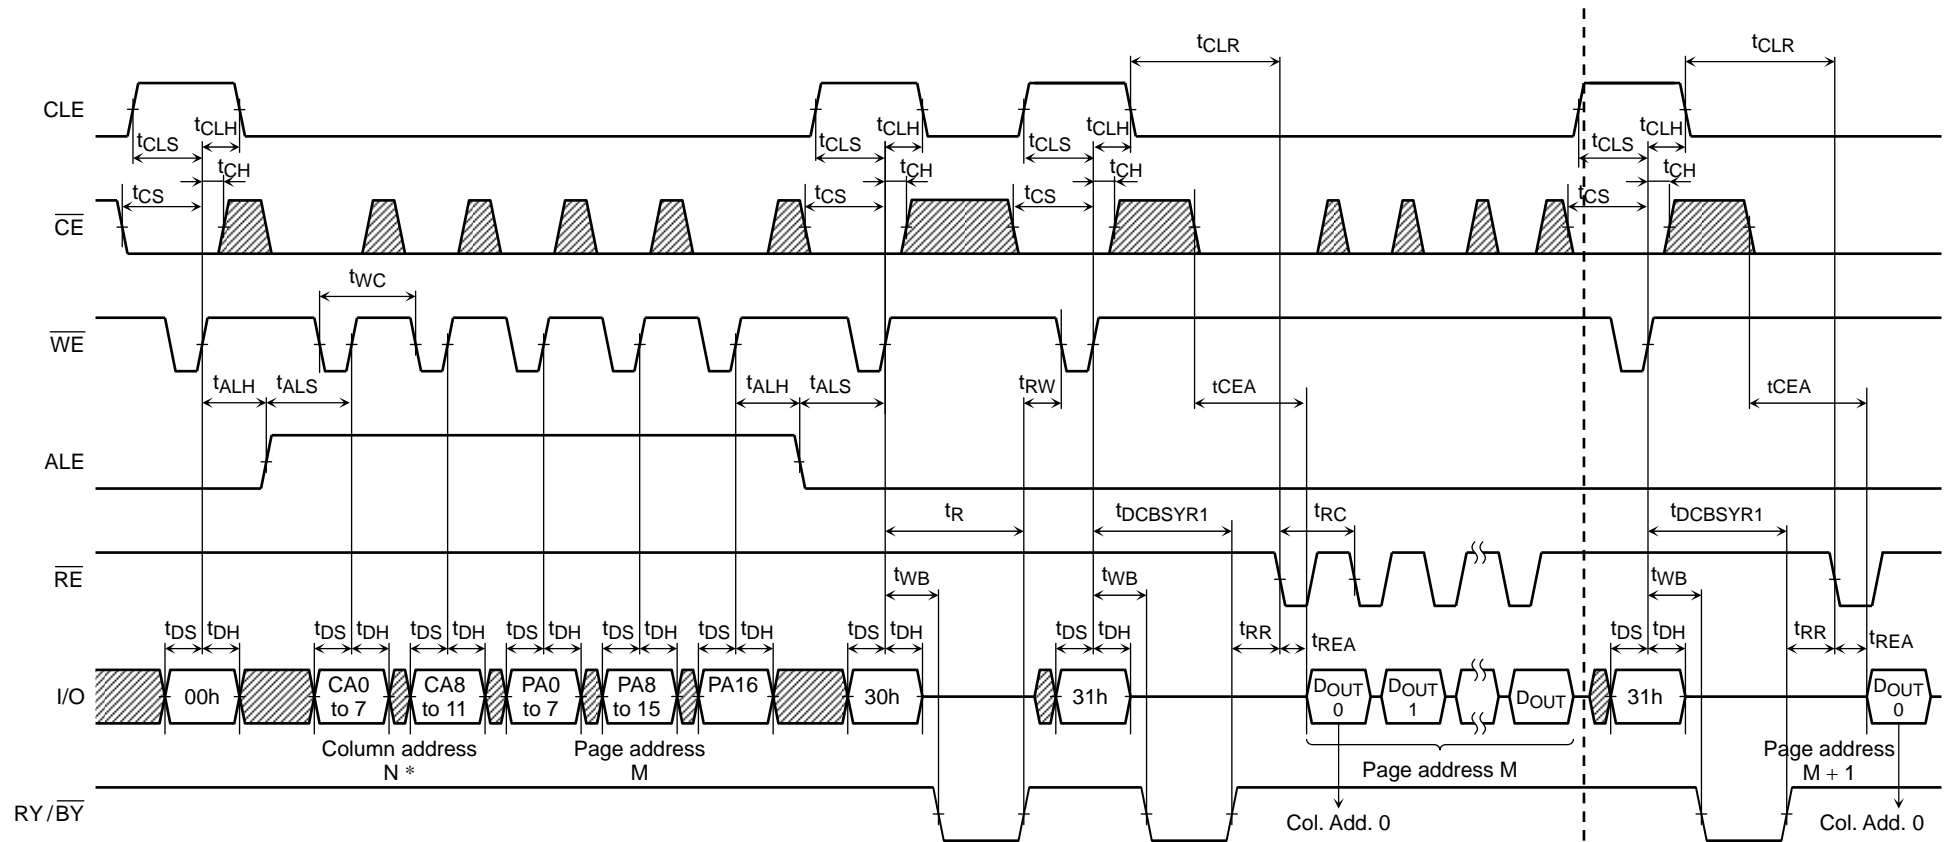 tCLR tCLR
CLE
tCLS tCLH tCLS tCLH tCLS tCLH tCLS tCLH
tCS tCH tCS tCH tCS tCH tCS tCH
CE
tWC
WE
tALH tALS tALH tALS tRW tCEA tCEA
ALE
tR tDCBSYR1 tRC tDCBSYR1
RE
tWB tWB tWB
tDS tDH tDS tDH tDS tDH tDS tDH tDS tDH tDS tDH tDS tDH tDS tDH tRR tREA tDS tDH tRR tREA
I/O 00h CA0 to 7 CA8 to 11 PA0 to 7 PA8 to 15 PA16 30h 31h DOUT 0 DOUT 1 DOUT 31h DOUT 0
Column address N * Page address M Page address M Page address M + 1
RY/BY
Col. Add. 0 Col. Add. 0